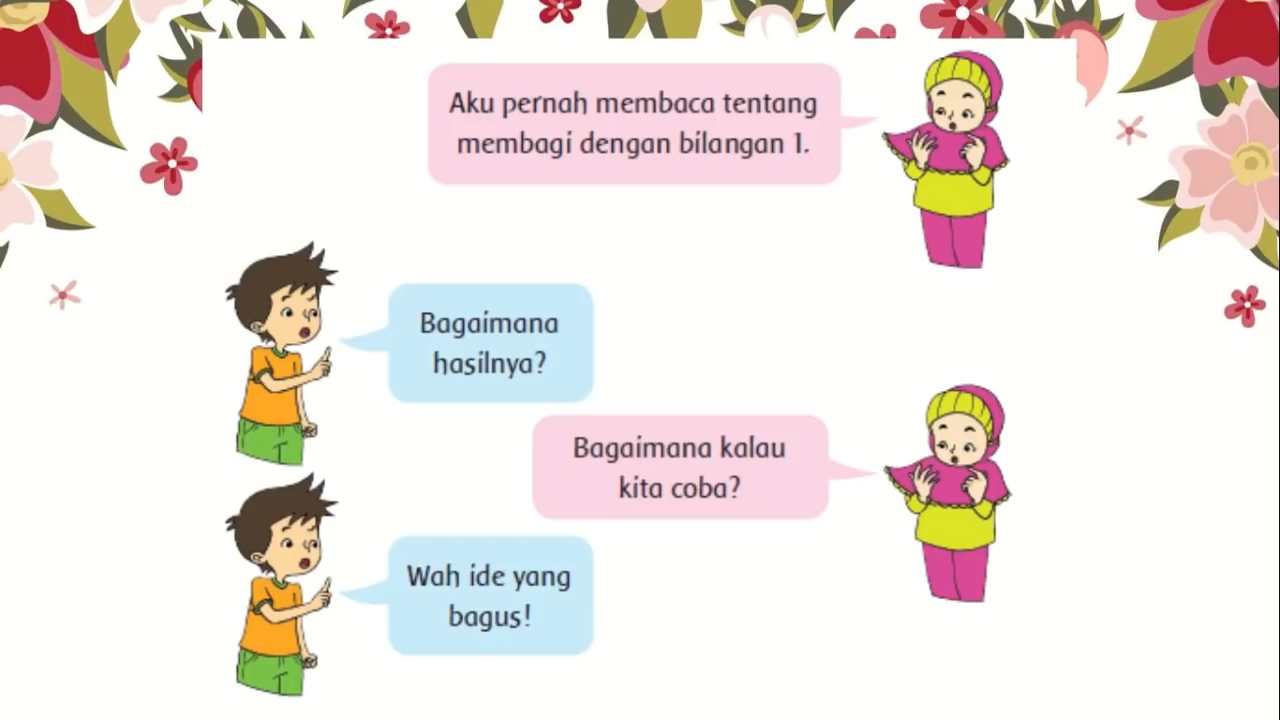 Aku pernah membaca tentang
membagi dengan bilangan 1.
Bagaimana
hasilnya?
Bagaimana kalau
kita coba?
Wah ide yang
bagus!